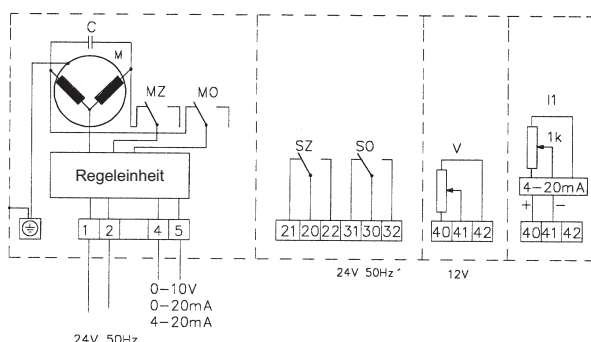 C
M
MZ MO
Regeleinheit
1 2 4 5
0-10V
0-20mA
4-20mA
24V 50Hz
SZ SO
21 20 22 31 30 32
24V 50Hz
V
40 41 42
12V
I1
1k
4-20mA
+ -
40 41 42